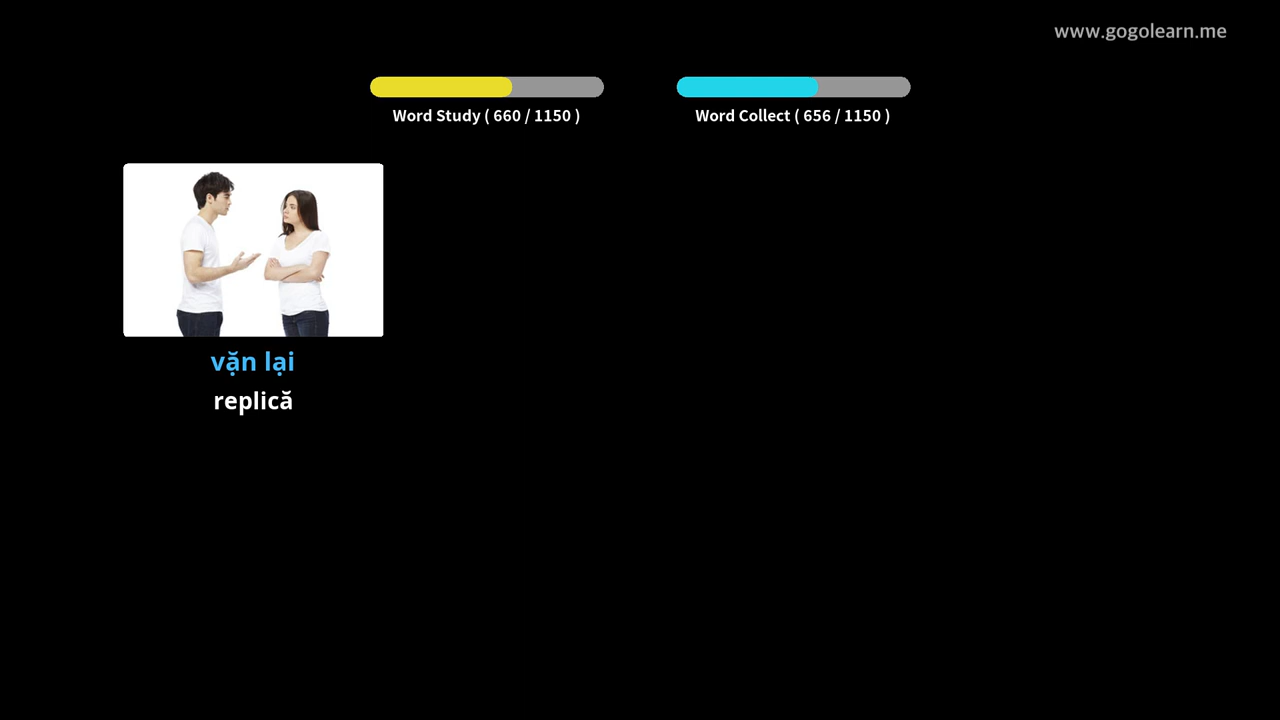 www.gogolearn.me
Word Study ( 660 / 1150 )
Word Collect ( 656 / 1150 )
vặn lại
replică